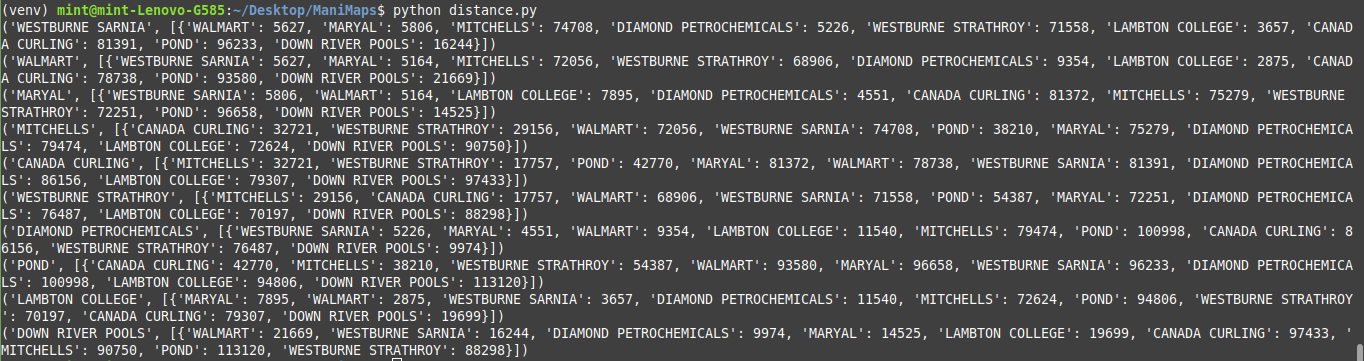 (venv) mint@mint-Lenovo-G585:~/Desktop/ManiMaps$ python distance.py
('WESTBURNE SARNIA', [{'WALMART': 5627, 'MARYAL': 5806, 'MITCHELLS': 74708, 'DIAMOND PETROCHEMICALS': 5226, 'WESTBURNE STRATHROY': 71558, 'LAMBTON COLLEGE': 3657, 'CANAD
A CURLING': 81391, 'POND': 96233, 'DOWN RIVER POOLS': 16244}])
('WALMART', [{'WESTBURNE SARNIA': 5627, 'MARYAL': 5164, 'MITCHELLS': 72056, 'WESTBURNE STRATHROY': 68906, 'DIAMOND PETROCHEMICALS': 9354, 'LAMBTON COLLEGE': 2875, 'CANAD
A CURLING': 78738, 'POND': 93580, 'DOWN RIVER POOLS': 21669}])
('MARYAL', [{'WESTBURNE SARNIA': 5806, 'WALMART': 5164, 'LAMBTON COLLEGE': 7895, 'DIAMOND PETROCHEMICALS': 4551, 'CANADA CURLING': 81372, 'MITCHELLS': 75279, 'WESTBURNE
STRATHROY': 72251, 'POND': 96658, 'DOWN RIVER POOLS': 14525}])
('MITCHELLS', [{'CANADA CURLING': 32721, 'WESTBURNE STRATHROY': 29156, 'WALMART': 72056, 'WESTBURNE SARNIA': 74708, 'POND': 38210, 'MARYAL': 75279, 'DIAMOND PETROCHEMICA
LS': 79474, 'LAMBTON COLLEGE': 72624, 'DOWN RIVER POOLS': 90750}])
('CANADA CURLING', [{'MITCHELLS': 32721, 'WESTBURNE STRATHROY': 17757, 'POND': 42770, 'MARYAL': 81372, 'WALMART': 78738, 'WESTBURNE SARNIA': 81391, 'DIAMOND PETROCHEMICA
LS': 86156, 'LAMBTON COLLEGE': 79307, 'DOWN RIVER POOLS': 97433}])
('WESTBURNE STRATHROY', [{'MITCHELLS': 29156, 'CANADA CURLING': 17757, 'WALMART': 68906, 'WESTBURNE SARNIA': 71558, 'POND': 54387, 'MARYAL': 72251, 'DIAMOND PETROCHEMICA
LS': 76487, 'LAMBTON COLLEGE': 70197, 'DOWN RIVER POOLS': 88298}])
('DIAMOND PETROCHEMICALS', [{'WESTBURNE SARNIA': 5226, 'MARYAL': 4551, 'WALMART': 9354, 'LAMBTON COLLEGE': 11540, 'MITCHELLS': 79474, 'POND': 100998, 'CANADA CURLING': 8
6156, 'WESTBURNE STRATHROY': 76487, 'DOWN RIVER POOLS': 9974}])
('POND', [{'CANADA CURLING': 42770, 'MITCHELLS': 38210, 'WESTBURNE STRATHROY': 54387, 'WALMART': 93580, 'MARYAL': 96658, 'WESTBURNE SARNIA': 96233, 'DIAMOND PETROCHEMICA
LS': 100998, 'LAMBTON COLLEGE': 94806, 'DOWN RIVER POOLS': 113120}])
('LAMBTON COLLEGE', [{'MARYAL': 7895, 'WALMART': 2875, 'WESTBURNE SARNIA': 3657, 'DIAMOND PETROCHEMICALS': 11540, 'MITCHELLS': 72624, 'POND': 94806, 'WESTBURNE STRATHROY
': 70197, 'CANADA CURLING': 79307, 'DOWN RIVER POOLS': 19699}])
('DOWN RIVER POOLS', [{'WALMART': 21669, 'WESTBURNE SARNIA': 16244, 'DIAMOND PETROCHEMICALS': 9974, 'MARYAL': 14525, 'LAMBTON COLLEGE': 19699, 'CANADA CURLING': 97433, '
MITCHELLS': 90750, 'POND': 113120, 'WESTBURNE STRATHROY': 88298}])